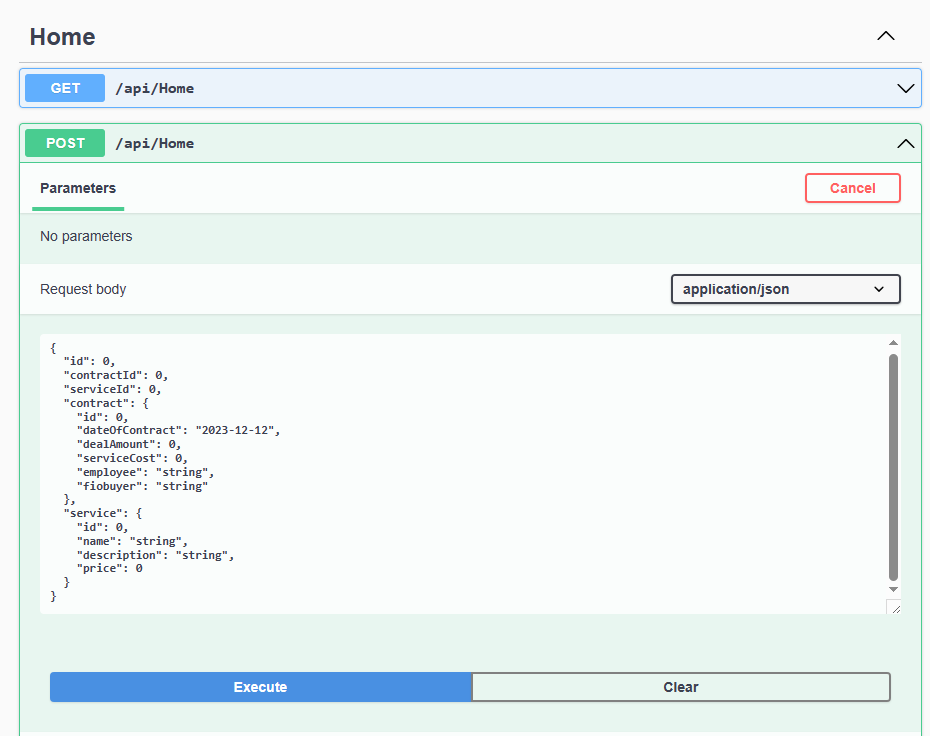 Home
GET /api/Home
POST /api/Home
Parameters Cancel
No parameters
Request body application/json
{
  "id": 0,
  "contractId": 0,
  "serviceId": 0,
  "contract": {
    "id": 0,
    "dateOfContract": "2023-12-12",
    "dealAmount": 0,
    "serviceCost": 0,
    "employee": "string",
    "fiobuyer": "string"
  },
  "service": {
    "id": 0,
    "name": "string",
    "description": "string",
    "price": 0
  }
}
Execute Clear